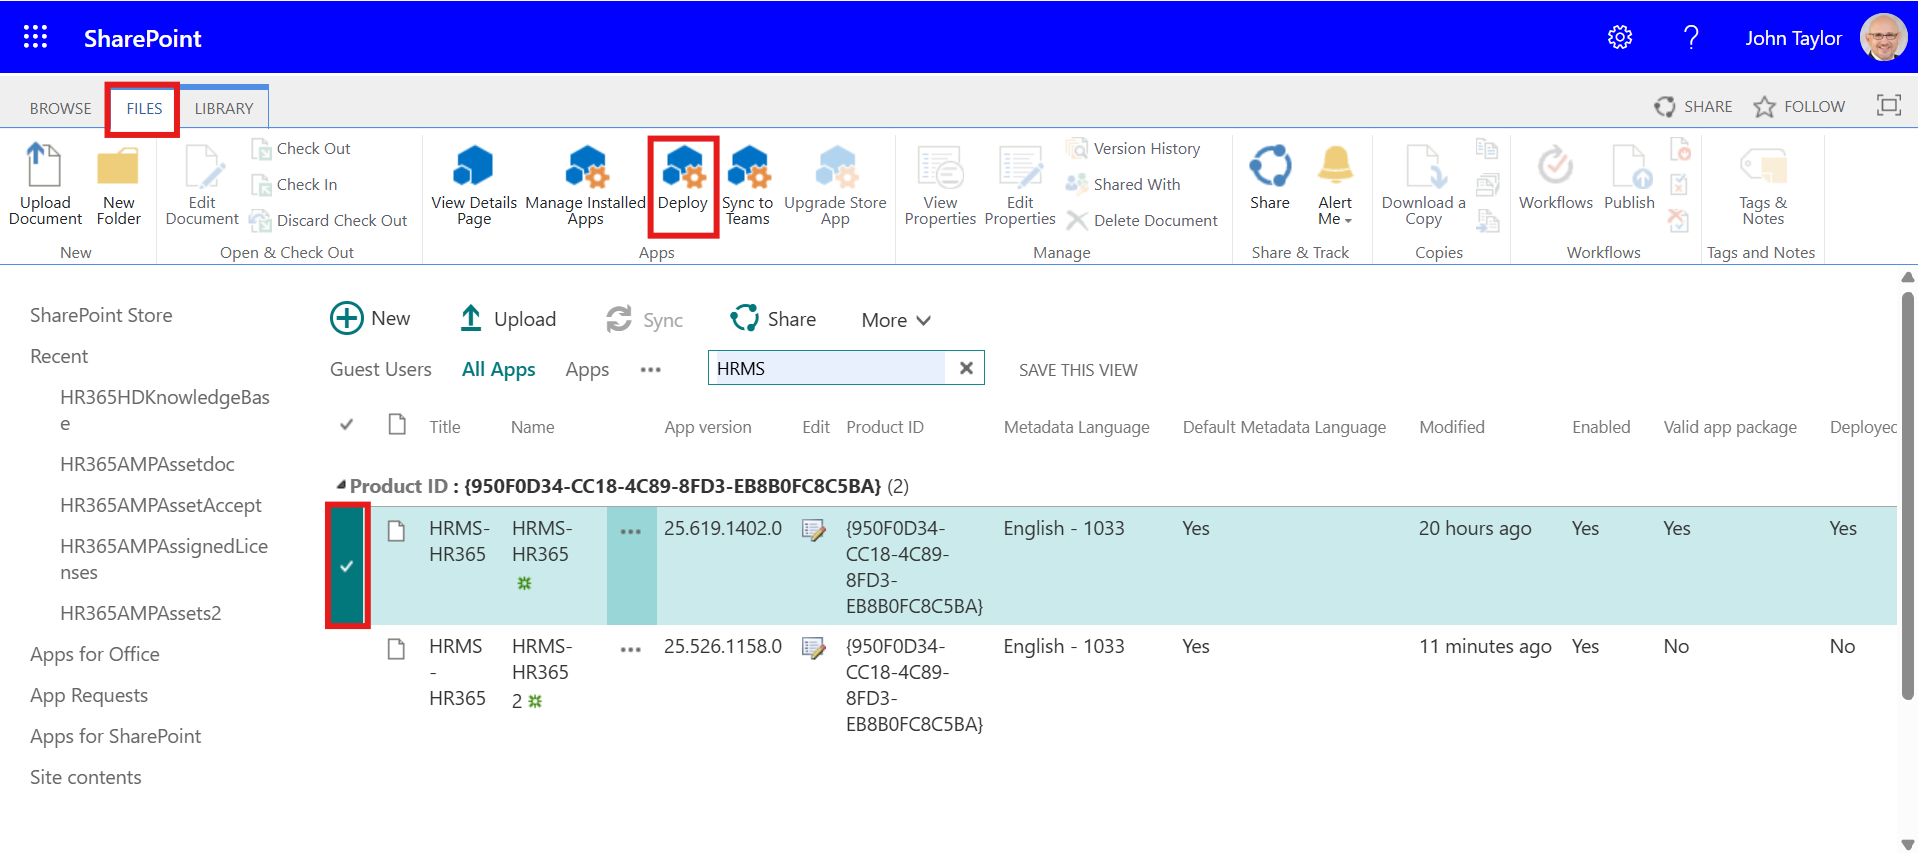 SharePoint
?
John Taylor
BROWSE
FILES
LIBRARY
SHARE
FOLLOW
Upload
Document
New
Folder
New
Edit
Document
Check Out
Check In
Discard Check Out
Open & Check Out
View Details
Page
Manage Installed
Apps
Deploy
Sync to
Teams
Upgrade Store
App
Apps
View
Properties
Edit
Properties
Version History
Shared With
Delete Document
Manage
Share
Alert
Me
Share & Track
Download a
Copy
Copies
Workflows
Publish
Workflows
Tags &
Notes
Tags and Notes
SharePoint Store
Recent
HR365HDKnowledgeBas
e
HR365AMPAssetdoc
HR365AMPAssetAccept
HR365AMPAssignedLice
nses
HR365AMPAssets2
Apps for Office
App Requests
Apps for SharePoint
Site contents
New
Upload
Sync
Share
More
Guest Users
All Apps
Apps
HRMS
SAVE THIS VIEW
Title
Name
App version
Edit
Product ID
Metadata Language
Default Metadata Language
Modified
Enabled
Valid app package
Deployed
Product ID : {950F0D34-CC18-4C89-8FD3-EB8B0FC8C5BA} (2)
HRMS-
HR365
HRMS-
HR365
25.619.1402.0
{950F0D34-
CC18-4C89-
8FD3-
EB8B0FC8C5BA}
English - 1033
Yes
20 hours ago
Yes
Yes
Yes
HRMS
-
HR365
HRMS-
HR365
2
25.526.1158.0
{950F0D34-
CC18-4C89-
8FD3-
EB8B0FC8C5BA}
English - 1033
Yes
11 minutes ago
Yes
No
No